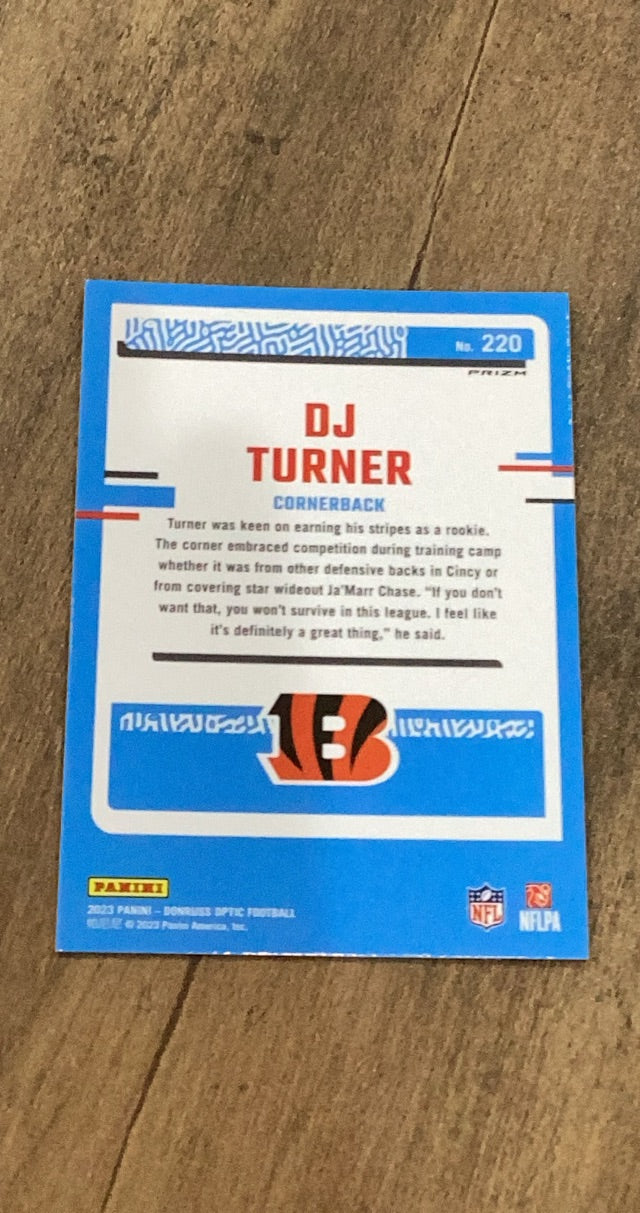 No. 220
PRIZM
DJ
TURNER
CORNERBACK
Turner was keen on earning his stripes as a rookie.
The corner embraced competition during training camp
whether it was from other defensive backs in Cincy or
from covering star wideout Ja'Marr Chase. "If you don't
want that, you won't survive in this league. I feel like
it's definitely a great thing," he said.
B
PANINI
2023 PANINI – DONRUSS OPTIC FOOTBALL
© 2023 Panini America, Inc.
NFL
NFLPA